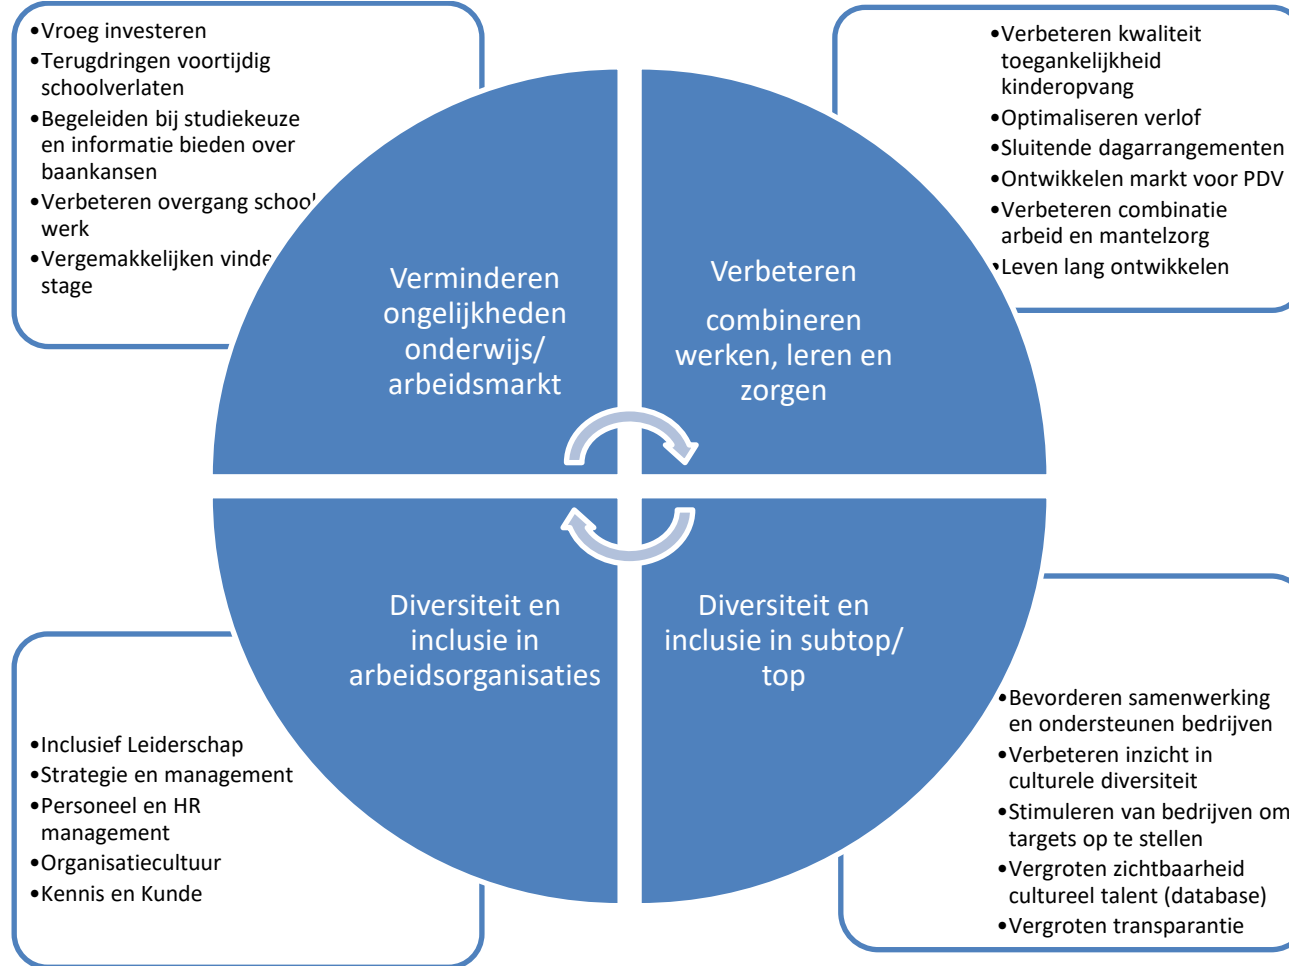 •Vroeg investeren
•Terugdringen voortijdig
schoolverlaten
•Begeleiden bij studiekeuze
en informatie bieden over
baankansen
•Verbeteren overgang school
werk
•Vergemakkelijken
stage
•Verbeteren kwaliteit
toegankelijkheid
kinderopvang
•Optimaliseren verlof
•Sluitende dagarrangementen
•Ontwikkelen markt voor PDV
•Verbeteren combinatie
arbeid en mantelzorg
•Leven lang ontwikkelen
Verminderen
ongelijkheden
onderwijs/
arbeidsmarkt
Verbeteren
combineren
werken, leren en
zorgen
Diversiteit en
inclusie in
arbeidsorganisaties
Diversiteit en
inclusie in subtop/
top
•Inclusief Leiderschap
•Strategie en management
•Personeel en HR
management
•Organisatiecultuur
•Kennis en Kunde
•Bevorderen samenwerking
en ondersteunen bedrijven
•Verbeteren inzicht in
culturele diversiteit
•Stimuleren van bedrijven om
targets op te stellen
•Vergroten zichtbaarheid
cultureel talent (database)
•Vergroten transparantie